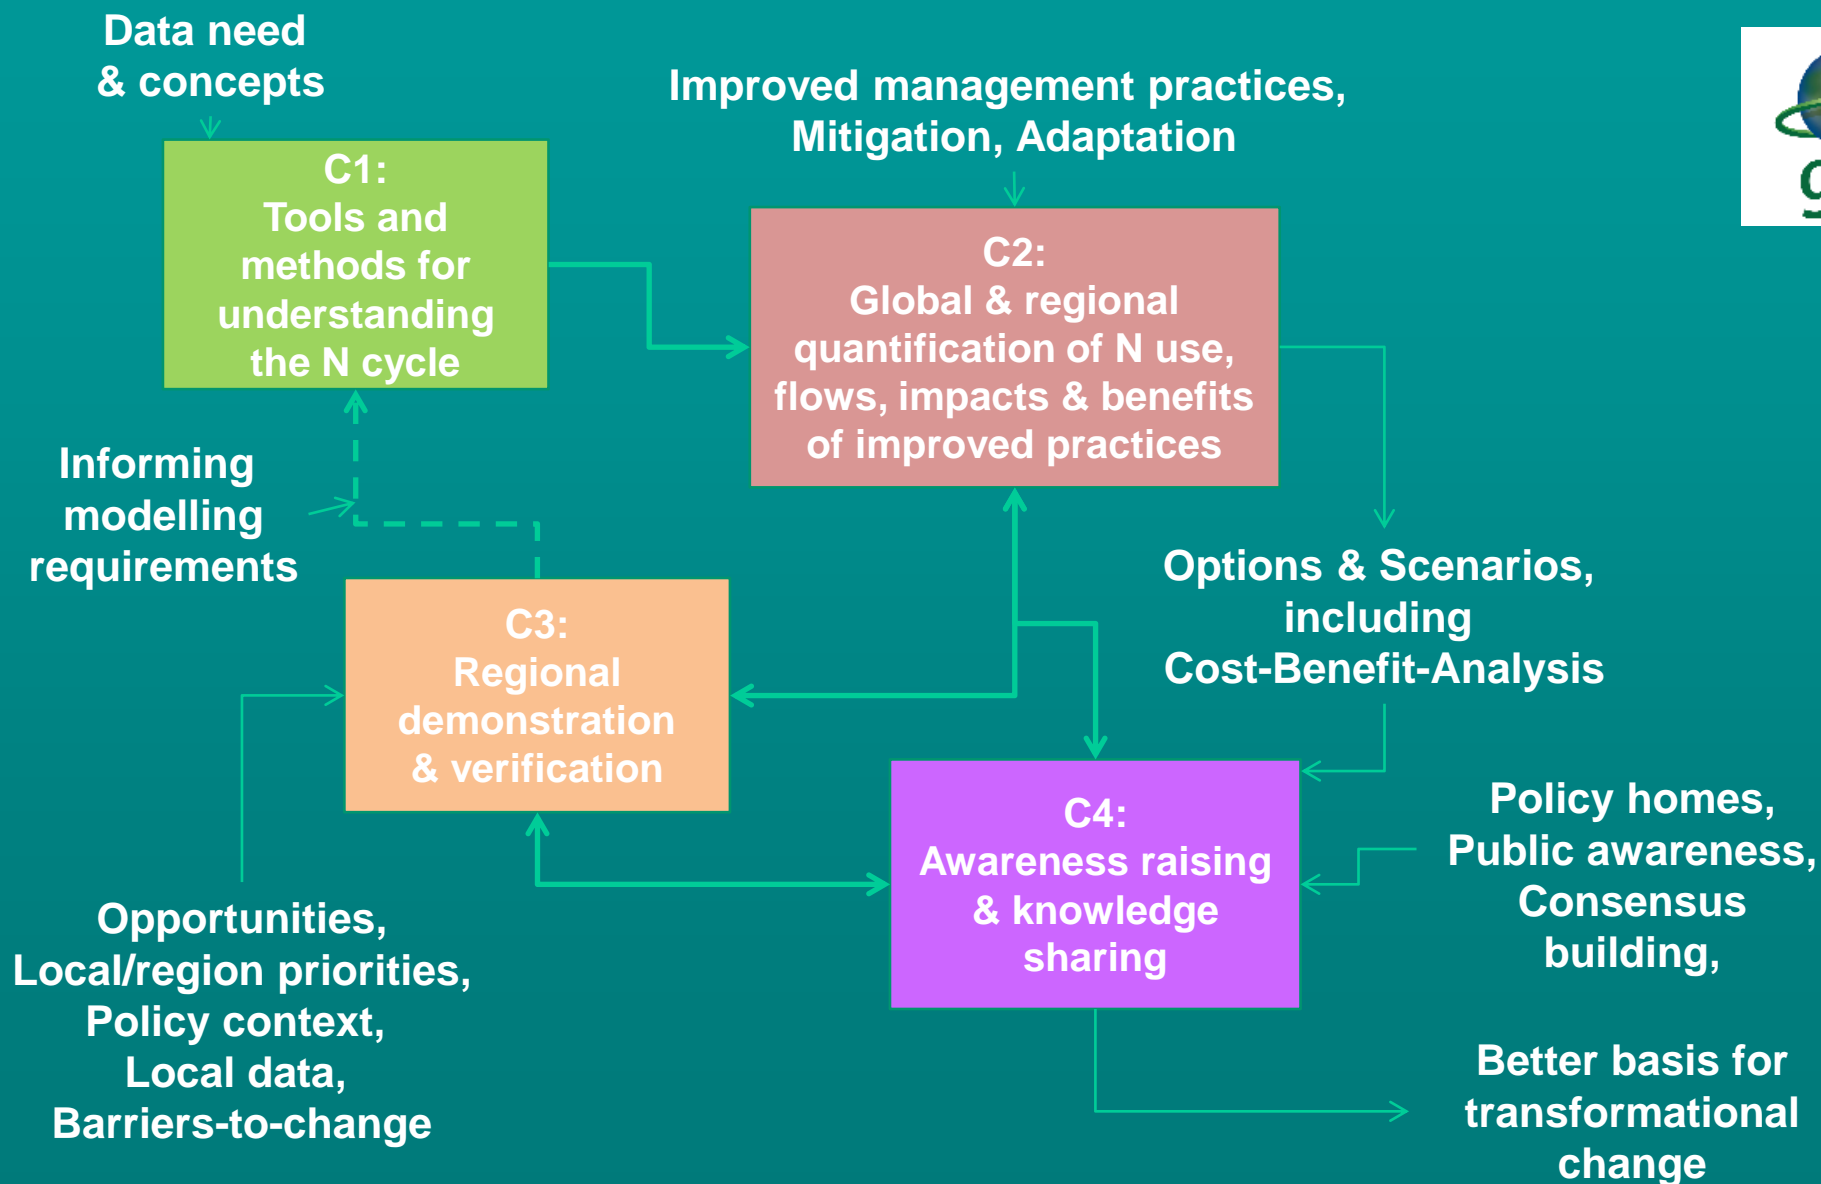 Data need
& concepts
Improved management practices,
Mitigation, Adaptation
C1:
Tools and
methods for
understanding
the N cycle
C2:
Global & regional
quantification of N use,
flows, impacts & benefits
of improved practices
Informing
modelling
requirements
Options & Scenarios,
including
Cost-Benefit-Analysis
C3:
Regional
demonstration
& verification
C4:
Awareness raising
& knowledge
sharing
Policy homes,
Public awareness,
Consensus
building,
Opportunities,
Local/region priorities,
Policy context,
Local data,
Barriers-to-change
Better basis for
transformational
change